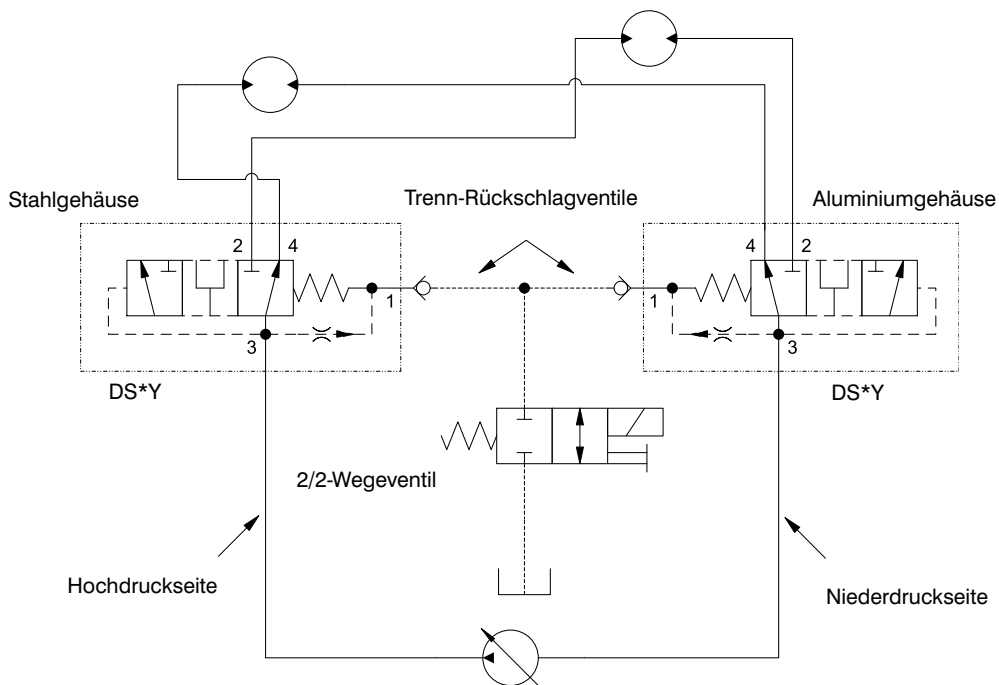 Stahlgehäuse
Trenn-Rückschlagventile
Aluminiumgehäuse
2 4
4 2
1
1
3
3
DS*Y
DS*Y
2/2-Wegeventil
Hochdruckseite
Niederdruckseite